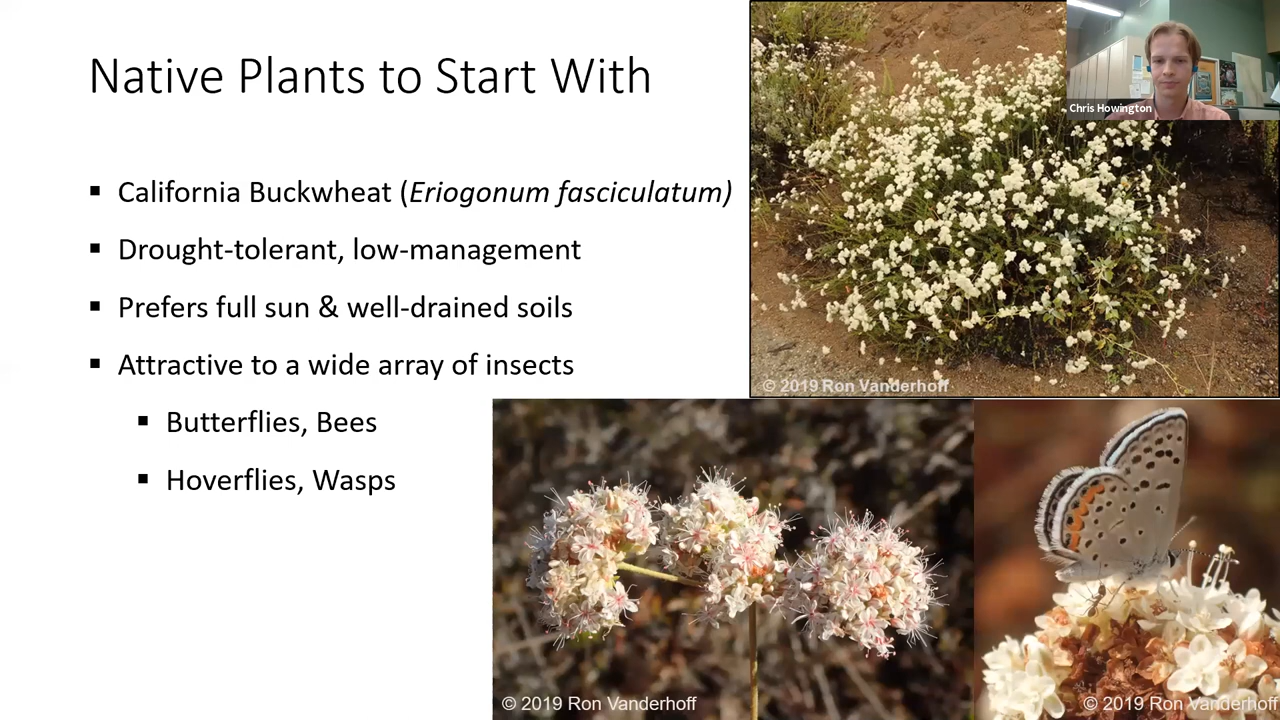 Native Plants to Start With
California Buckwheat (Eriogonum fasciculatum)
Drought-tolerant, low-management
Prefers full sun & well-drained soils
Attractive to a wide array of insects
Butterflies, Bees
Hoverflies, Wasps
Chris Howington
© 2019 Ron Vanderhoff
© 2019 Ron Vanderhoff
© 2019 Ron Vanderhoff